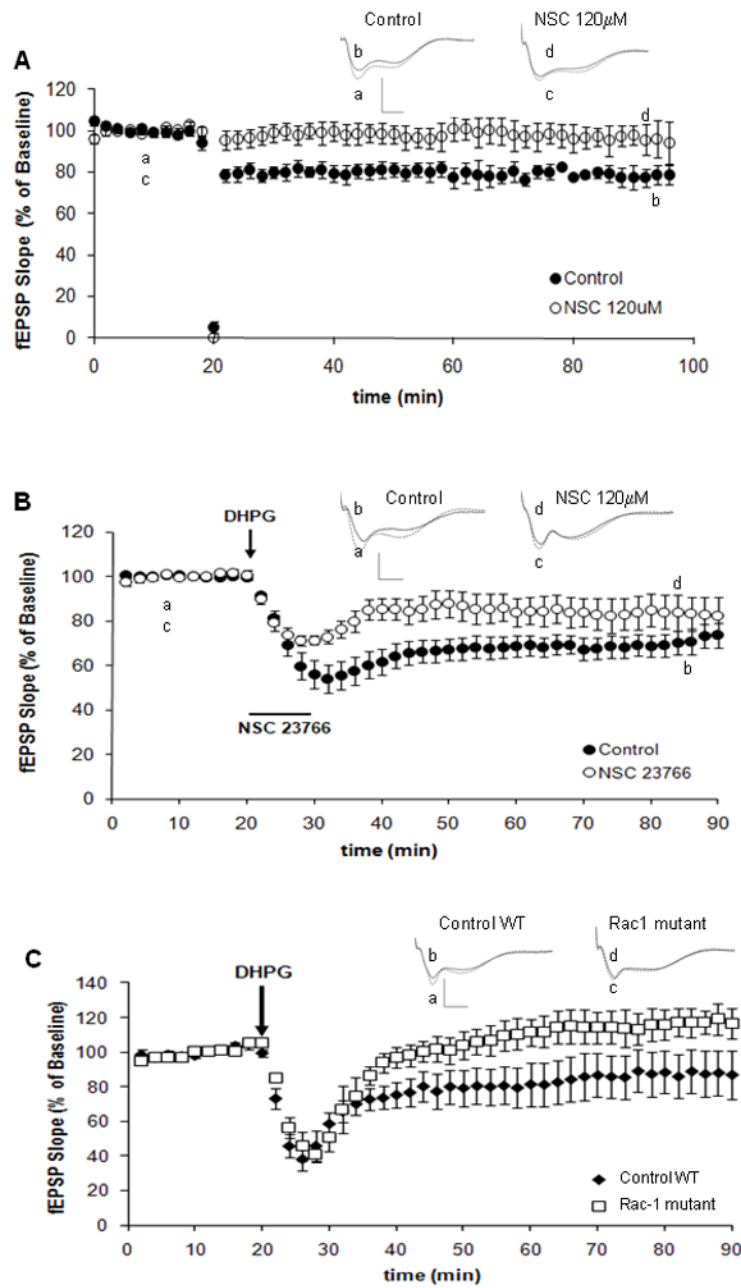 Control
NSC 120μM
A
b
a
d
c
120
100
80
60
40
20
0
fEPSP Slope (% of Baseline)
a
c
d
b
Control
NSC 120uM
0 20 40 60 80 100
time (min)
B
DHPG
Control
NSC 120μM
b
a
d
c
120
100
80
60
40
20
0
fEPSP Slope (% of Baseline)
a
c
d
b
NSC 23766
Control
NSC 23766
0 10 20 30 40 50 60 70 80 90
time (min)
C
DHPG
Control WT
Rac1 mutant
b
a
d
c
140
120
100
80
60
40
20
0
fEPSP Slope (% of Baseline)
Control WT
Rac-1 mutant
0 10 20 30 40 50 60 70 80 90
time (min)